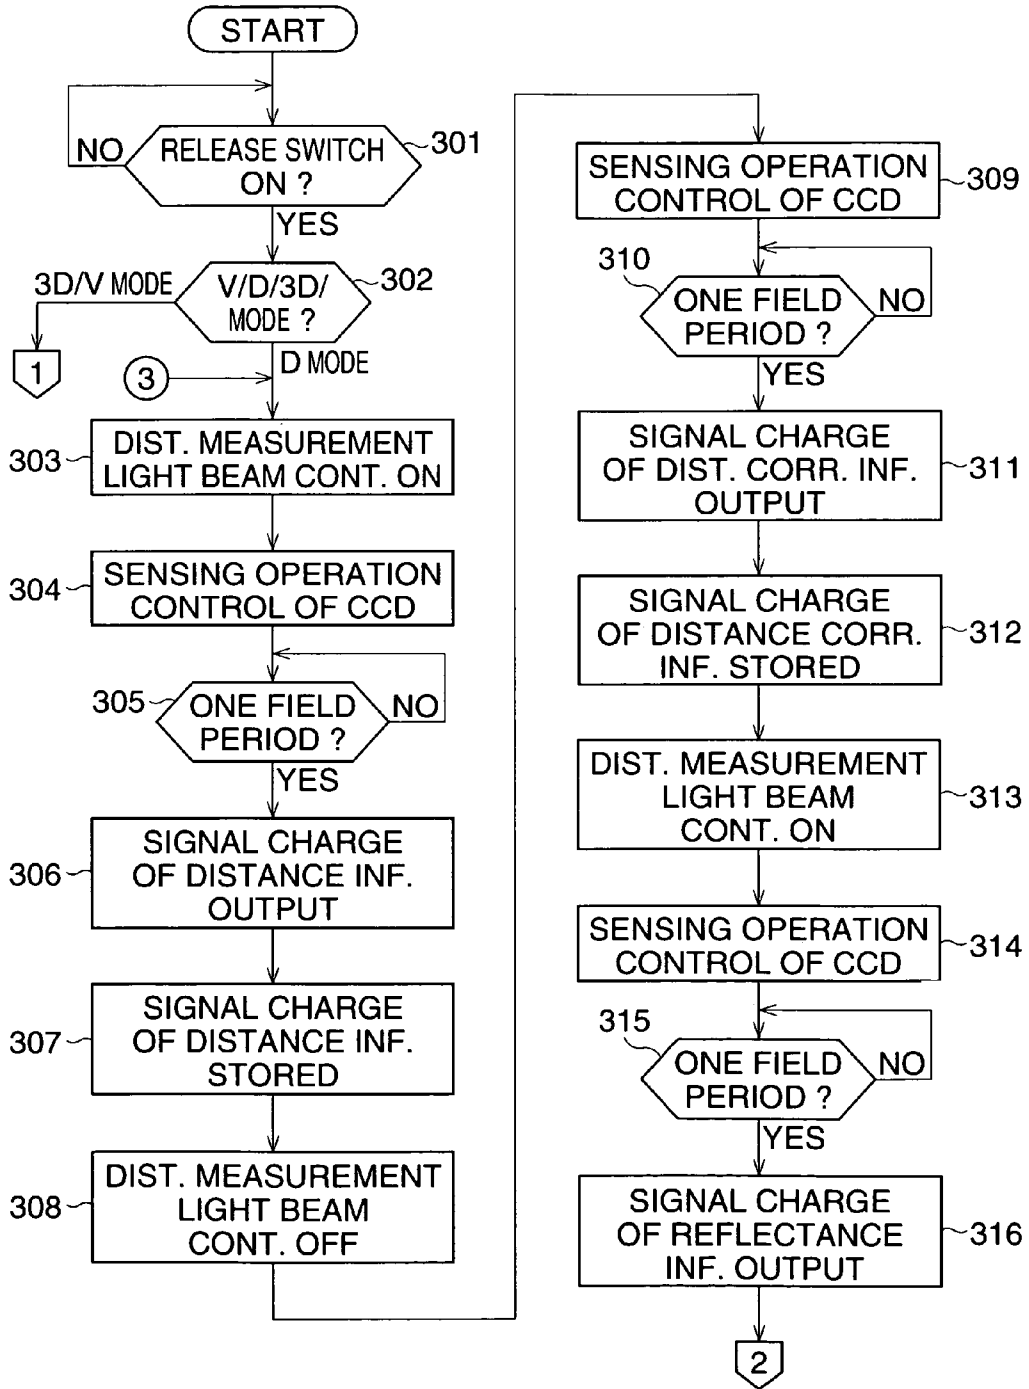 START
NO
RELEASE SWITCH
ON ?
301
YES
3D/V MODE
V/D/3D/
MODE ?
302
1
D MODE
3
303
DIST. MEASUREMENT
LIGHT BEAM CONT. ON
304
SENSING OPERATION
CONTROL OF CCD
305
ONE FIELD
PERIOD ?
NO
YES
306
SIGNAL CHARGE
OF DISTANCE INF.
OUTPUT
307
SIGNAL CHARGE
OF DISTANCE INF.
STORED
308
DIST. MEASUREMENT
LIGHT BEAM
CONT. OFF
SENSING OPERATION
CONTROL OF CCD
309
310
ONE FIELD
PERIOD ?
NO
YES
SIGNAL CHARGE
OF DIST. CORR. INF.
OUTPUT
311
SIGNAL CHARGE
OF DISTANCE CORR.
INF. STORED
312
DIST. MEASUREMENT
LIGHT BEAM
CONT. ON
313
SENSING OPERATION
CONTROL OF CCD
314
315
ONE FIELD
PERIOD ?
NO
YES
SIGNAL CHARGE
OF REFLECTANCE
INF. OUTPUT
316
2